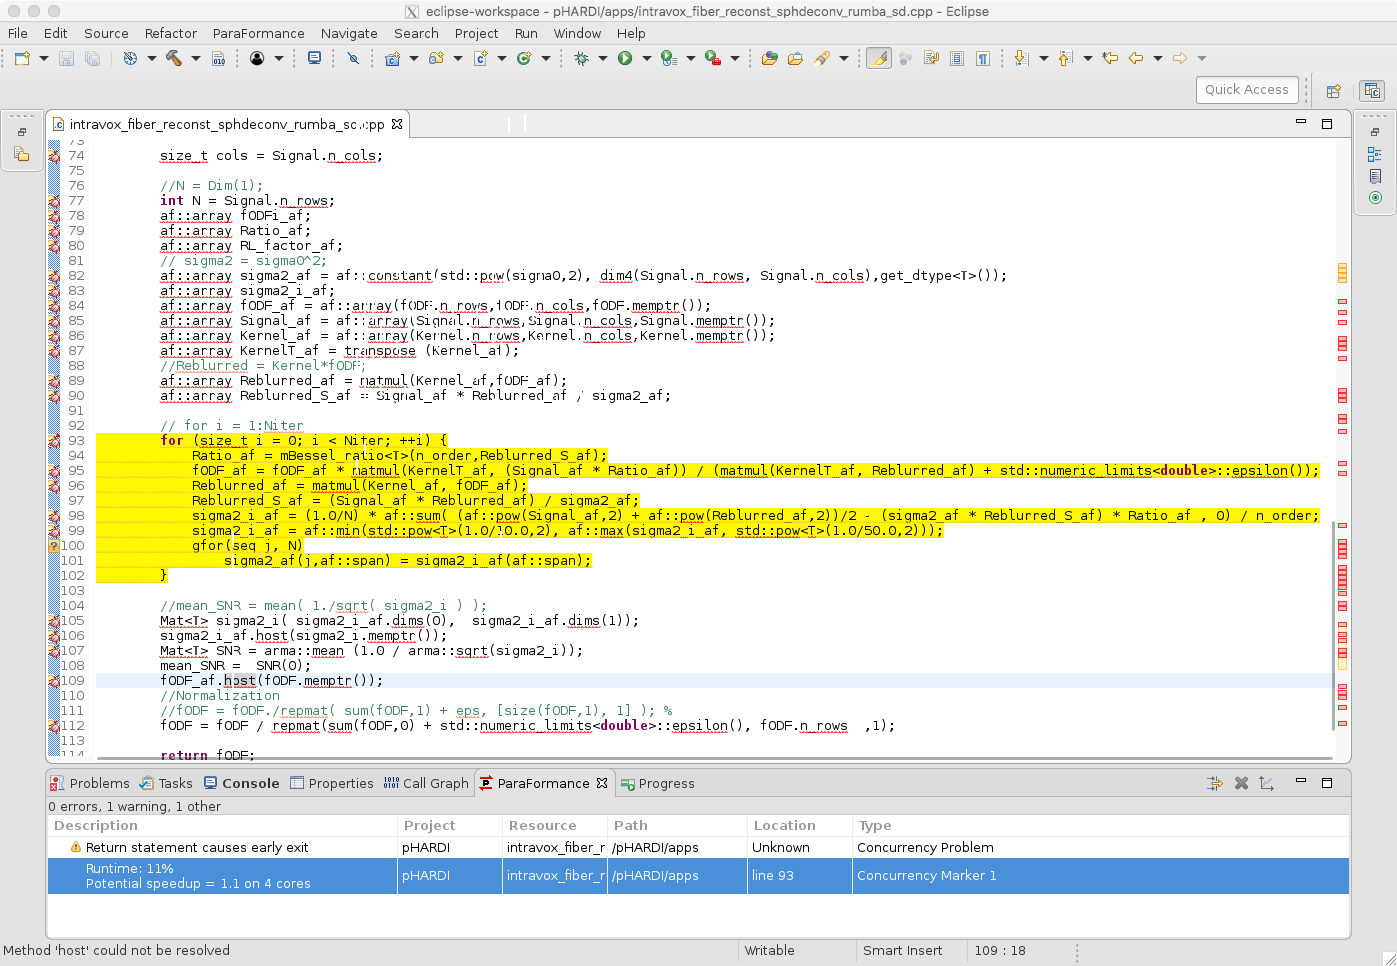 eclipse-workspace - pHARDI/apps/intravox_fiber_reconst_sphdeconv_rumba_sd.cpp - Eclipse
File Edit Source Refactor ParaFormance Navigate Search Project Run Window Help
Quick Access
intravox_fiber_reconst_sphdeconv_rumba_sd.cpp
73
74 size_t cols = Signal.n_cols;
75
76 //N = Dim(1);
77 int N = Signal.n_rows;
78 af::array fODFi_af;
79 af::array Ratio_af;
80 af::array RL_factor_af;
81 // sigma2 = sigma0^2;
82 af::array sigma2_af = af::constant(std::pow(sigma0,2), dim4(Signal.n_rows, Signal.n_cols),get_dtype<T>());
83 af::array sigma2_i_af;
84 af::array fODF_af = af::array(fODF.n_rows,fODF.n_cols,fODF.memptr());
85 af::array Signal_af = af::array(Signal.n_rows,Signal.n_cols,Signal.memptr());
86 af::array Kernel_af = af::array(Kernel.n_rows,Kernel.n_cols,Kernel.memptr());
87 af::array KernelT_af = transpose (Kernel_af);
88 //Reblurred = Kernel*fODF;
89 af::array Reblurred_af = matmul(Kernel_af,fODF_af);
90 af::array Reblurred_S_af = Signal_af * Reblurred_af / sigma2_af;
91
92 // for i = 1:Niter
93 for (size_t i = 0; i < Niter; ++i) {
94 Ratio_af = mBessel_ratio<T>(n_order,Reblurred_S_af);
95 fODF_af = fODF_af * matmul(KernelT_af, (Signal_af * Ratio_af)) / (matmul(KernelT_af, Reblurred_af) + std::numeric_limits<double>::epsilon());
96 Reblurred_af = matmul(Kernel_af, fODF_af);
97 Reblurred_S_af = (Signal_af * Reblurred_af) / sigma2_af;
98 sigma2_i_af = (1.0/N) * af::sum( (af::pow(Signal_af,2) + af::pow(Reblurred_af,2))/2 - (sigma2_af * Reblurred_S_af) * Ratio_af , 0) / n_order;
99 sigma2_i_af = af::min(std::pow<T>(1.0/10.0,2), af::max(sigma2_i_af, std::pow<T>(1.0/50.0,2)));
100 gfor(seq j, N)
101 sigma2_af(j,af::span) = sigma2_i_af(af::span);
102 }
103
104 //mean_SNR = mean( 1./sqrt( sigma2_i ) );
105 Mat<T> sigma2_i( sigma2_i_af.dims(0), sigma2_i_af.dims(1));
106 sigma2_i_af.host(sigma2_i.memptr());
107 Mat<T> SNR = arma::mean (1.0 / arma::sqrt(sigma2_i));
108 mean_SNR = SNR(0);
109 fODF_af.host(fODF.memptr());
110 //Normalization
111 //fODF = fODF./repmat( sum(fODF,1) + eps, [size(fODF,1), 1] ); %
112 fODF = fODF / repmat(sum(fODF,0) + std::numeric_limits<double>::epsilon(), fODF.n_rows ,1);
113
114 return fODF;
Problems Tasks Console Properties Call Graph ParaFormance Progress
0 errors, 1 warning, 1 other
Description Project Resource Path Location Type
Return statement causes early exit pHARDI intravox_fiber_r /pHARDI/apps Unknown Concurrency Problem
Runtime: 11%
Potential speedup = 1.1 on 4 cores pHARDI intravox_fiber_r /pHARDI/apps line 93 Concurrency Marker 1
Method 'host' could not be resolved Writable Smart Insert 109 : 18